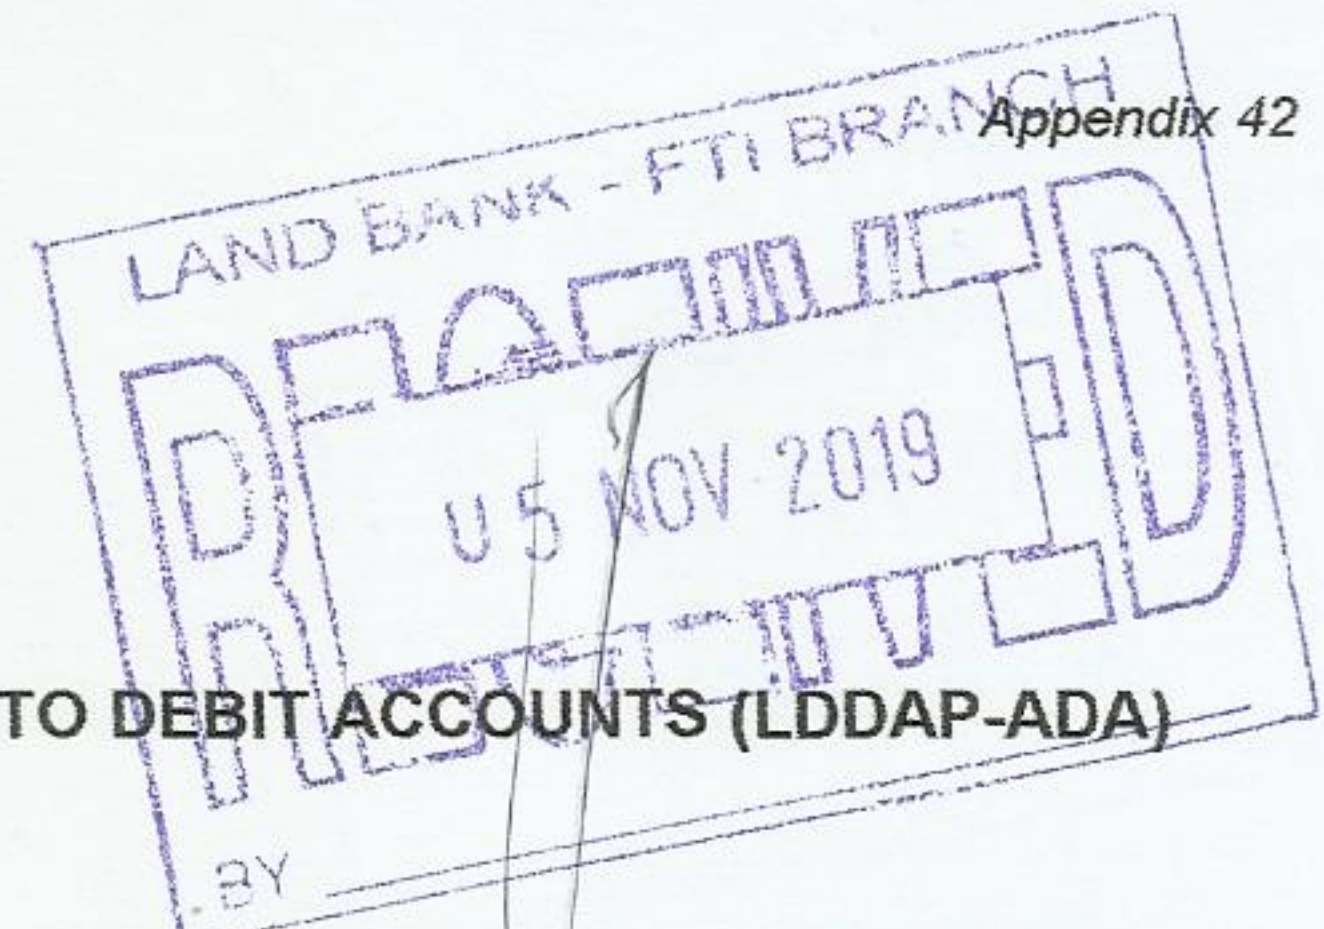 Appendix 42
LAND BANK - FTI BRANCH
RECEIVED
05 NOV 2019
TO DEBIT ACCOUNTS (LDDAP-ADA)
BY